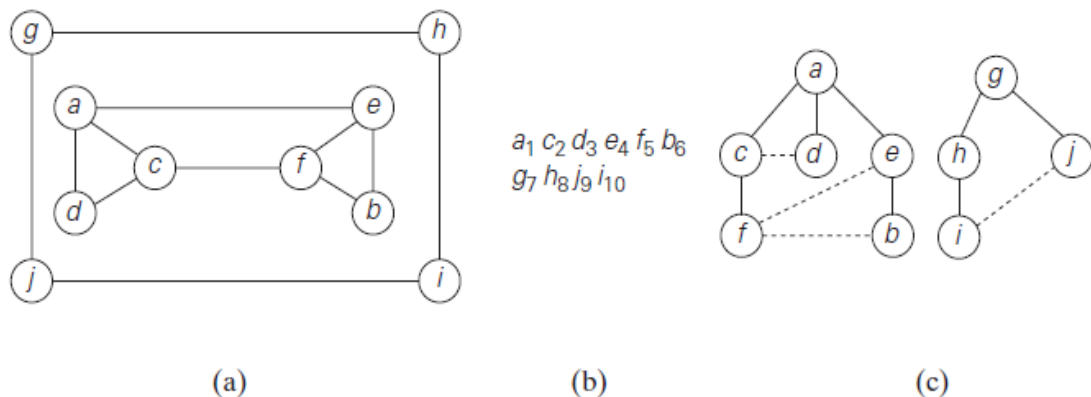 g h
a e
c f
d b
j i
a₁ c₂ d₃ e₄ f₅ b₆
g₇ h₈ j₉ i₁₀
a g
c d e h j
f b i
(a) (b) (c)